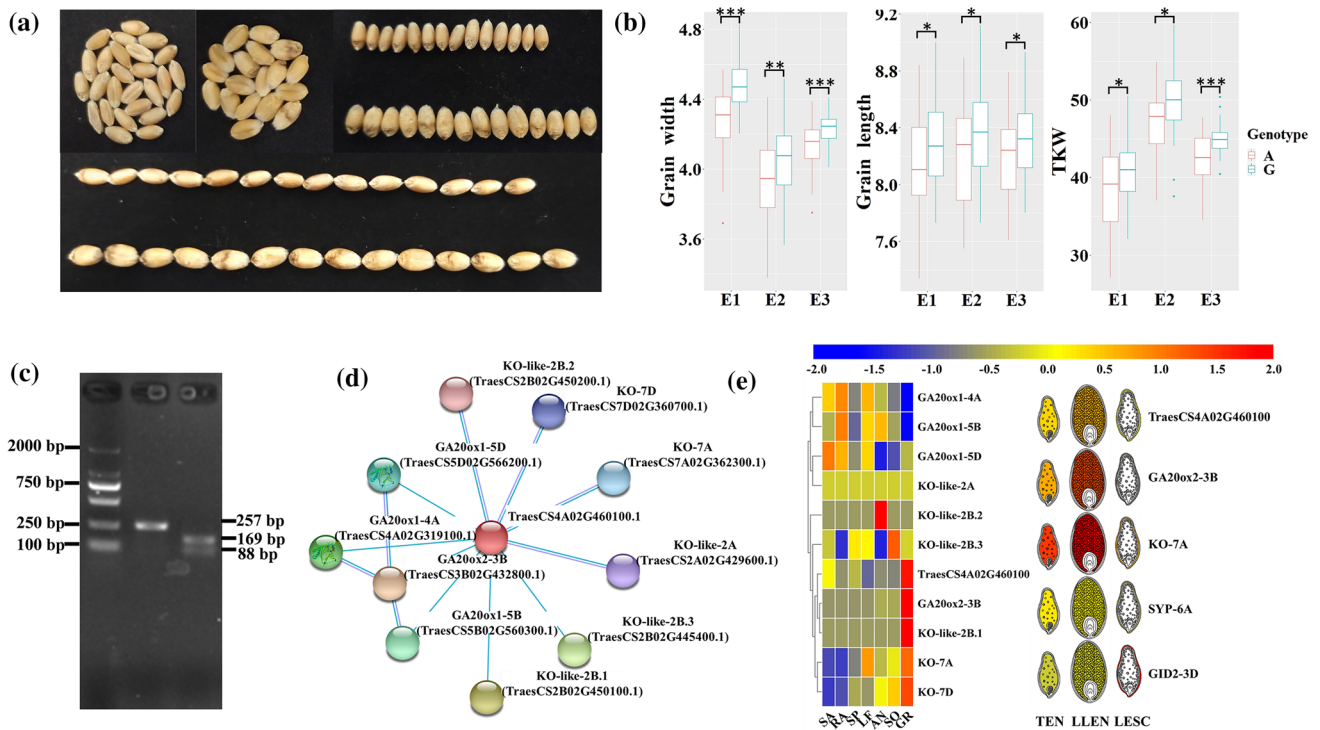 (a)
(b)
*** ** ***
4.8
4.4
4.0
3.6
Grain width
E1 E2 E3
* * *
9.2
8.8
8.4
8.0
7.6
Grain length
E1 E2 E3
* * ***
60
50
40
30
TKW
E1 E2 E3
Genotype
A
G
(c)
2000 bp
750 bp
250 bp
100 bp
257 bp
169 bp
88 bp
(d)
KO-like-2B.2
(TraesCS2B02G450200.1)
KO-7D
(TraesCS7D02G360700.1)
GA20ox1-5D
(TraesCS5D02G566200.1)
KO-7A
(TraesCS7A02G362300.1)
TraesCS4A02G460100.1
GA20ox1-4A
(TraesCS4A02G319100.1)
GA20ox2-3B
(TraesCS3B02G432800.1)
KO-like-2A
(TraesCS2A02G429600.1)
GA20ox1-5B
(TraesCS5B02G560300.1)
KO-like-2B.3
(TraesCS2B02G445400.1)
KO-like-2B.1
(TraesCS2B02G450100.1)
(e)
-2.0 -1.5 -1.0 -0.5 0.0 0.5 1.0 1.5 2.0
GA20ox1-4A
GA20ox1-5B
GA20ox1-5D
KO-like-2A
KO-like-2B.2
KO-like-2B.3
TraesCS4A02G460100
GA20ox2-3B
KO-like-2B.1
KO-7A
KO-7D
SA RA SP LF AN SO GR
TraesCS4A02G460100
GA20ox2-3B
KO-7A
SYP-6A
GID2-3D
TEN LLEN LESC